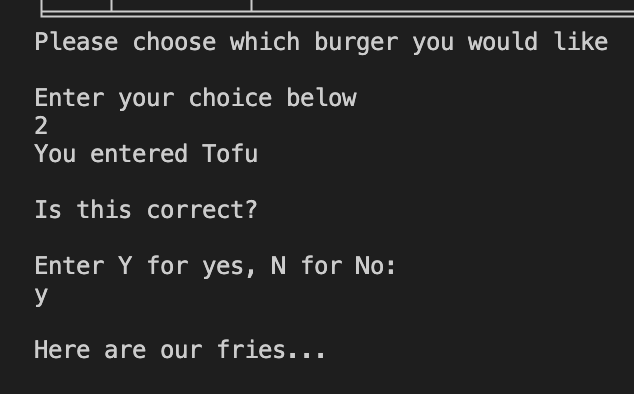 Please choose which burger you would like
Enter your choice below
2
You entered Tofu
Is this correct?
Enter Y for yes, N for No:
y
Here are our fries...